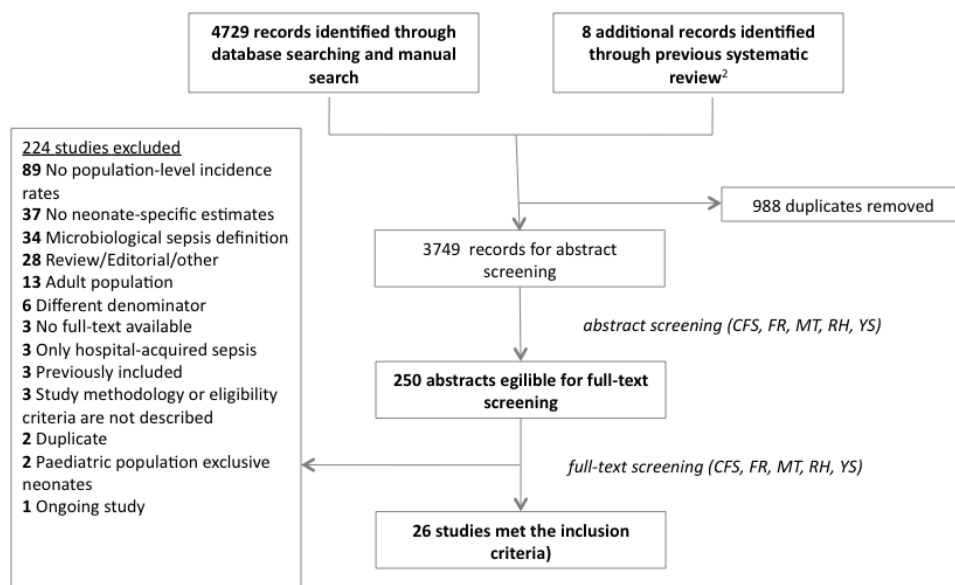 4729 records identified through
database searching and manual
search
8 additional records identified
through previous systematic
review2
224 studies excluded
89 No population-level incidence
rates
37 No neonate-specific estimates
34 Microbiological sepsis definition
28 Review/Editorial/other
13 Adult population
6 Different denominator
3 No full-text available
3 Only hospital-acquired sepsis
3 Previously included
3 Study methodology or eligibility
criteria are not described
2 Duplicate
2 Paediatric population exclusive
neonates
1 Ongoing study
988 duplicates removed
3749 records for abstract
screening
abstract screening (CFS, FR, MT, RH, YS)
250 abstracts egilible for full-text
screening
full-text screening (CFS, FR, MT, RH, YS)
26 studies met the inclusion
criteria)